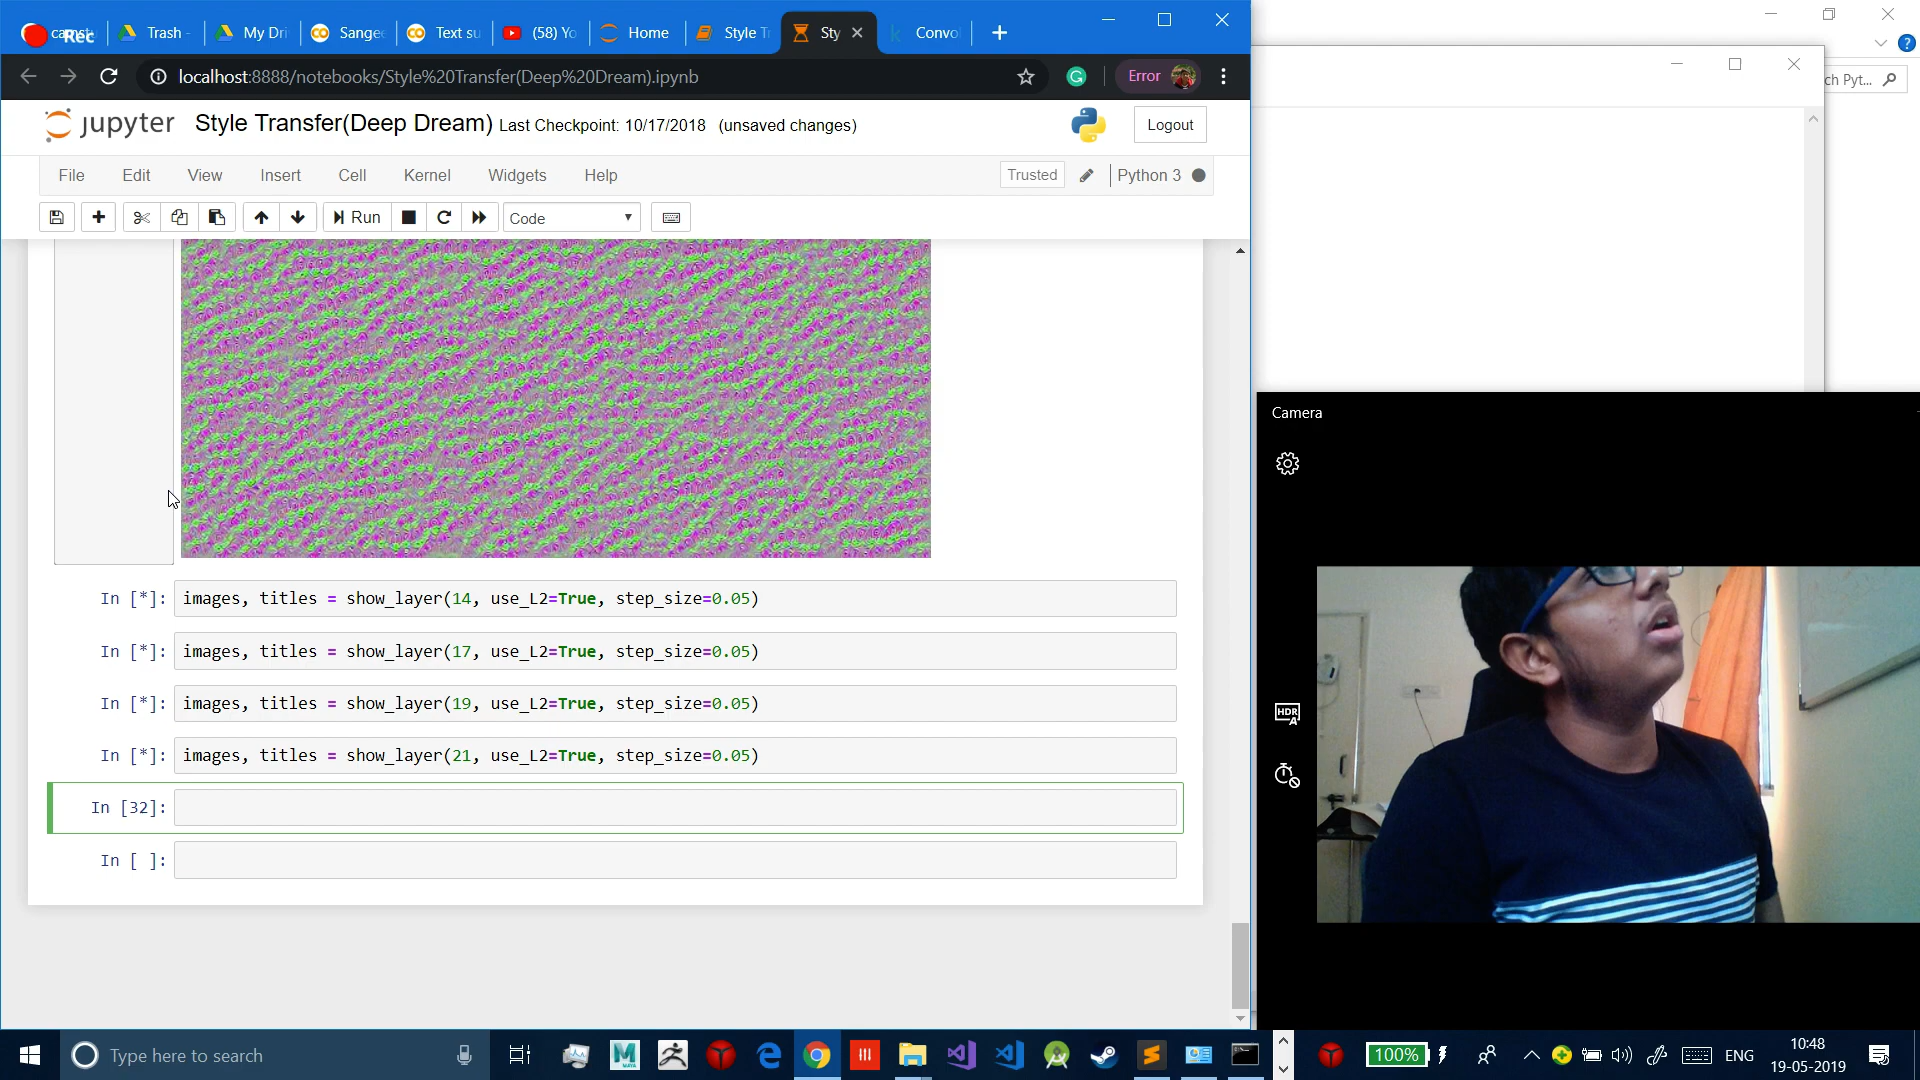 Rec
Trash
My Dri
Sange
Text su
(58) Yo
Home
Style Tr
Sty
Convo
localhost:8888/notebooks/Style%20Transfer(Deep%20Dream).ipynb
Error
ch Pyt...
jupyter Style Transfer(Deep Dream) Last Checkpoint: 10/17/2018 (unsaved changes)
Logout
File Edit View Insert Cell Kernel Widgets Help
Trusted
Python 3
Run
Code
Camera
HDR
A
In [*]: images, titles = show_layer(14, use_L2=True, step_size=0.05)
In [*]: images, titles = show_layer(17, use_L2=True, step_size=0.05)
In [*]: images, titles = show_layer(19, use_L2=True, step_size=0.05)
In [*]: images, titles = show_layer(21, use_L2=True, step_size=0.05)
In [32]:
In [ ]:
Type here to search
100%
ENG
10:48
19-05-2019